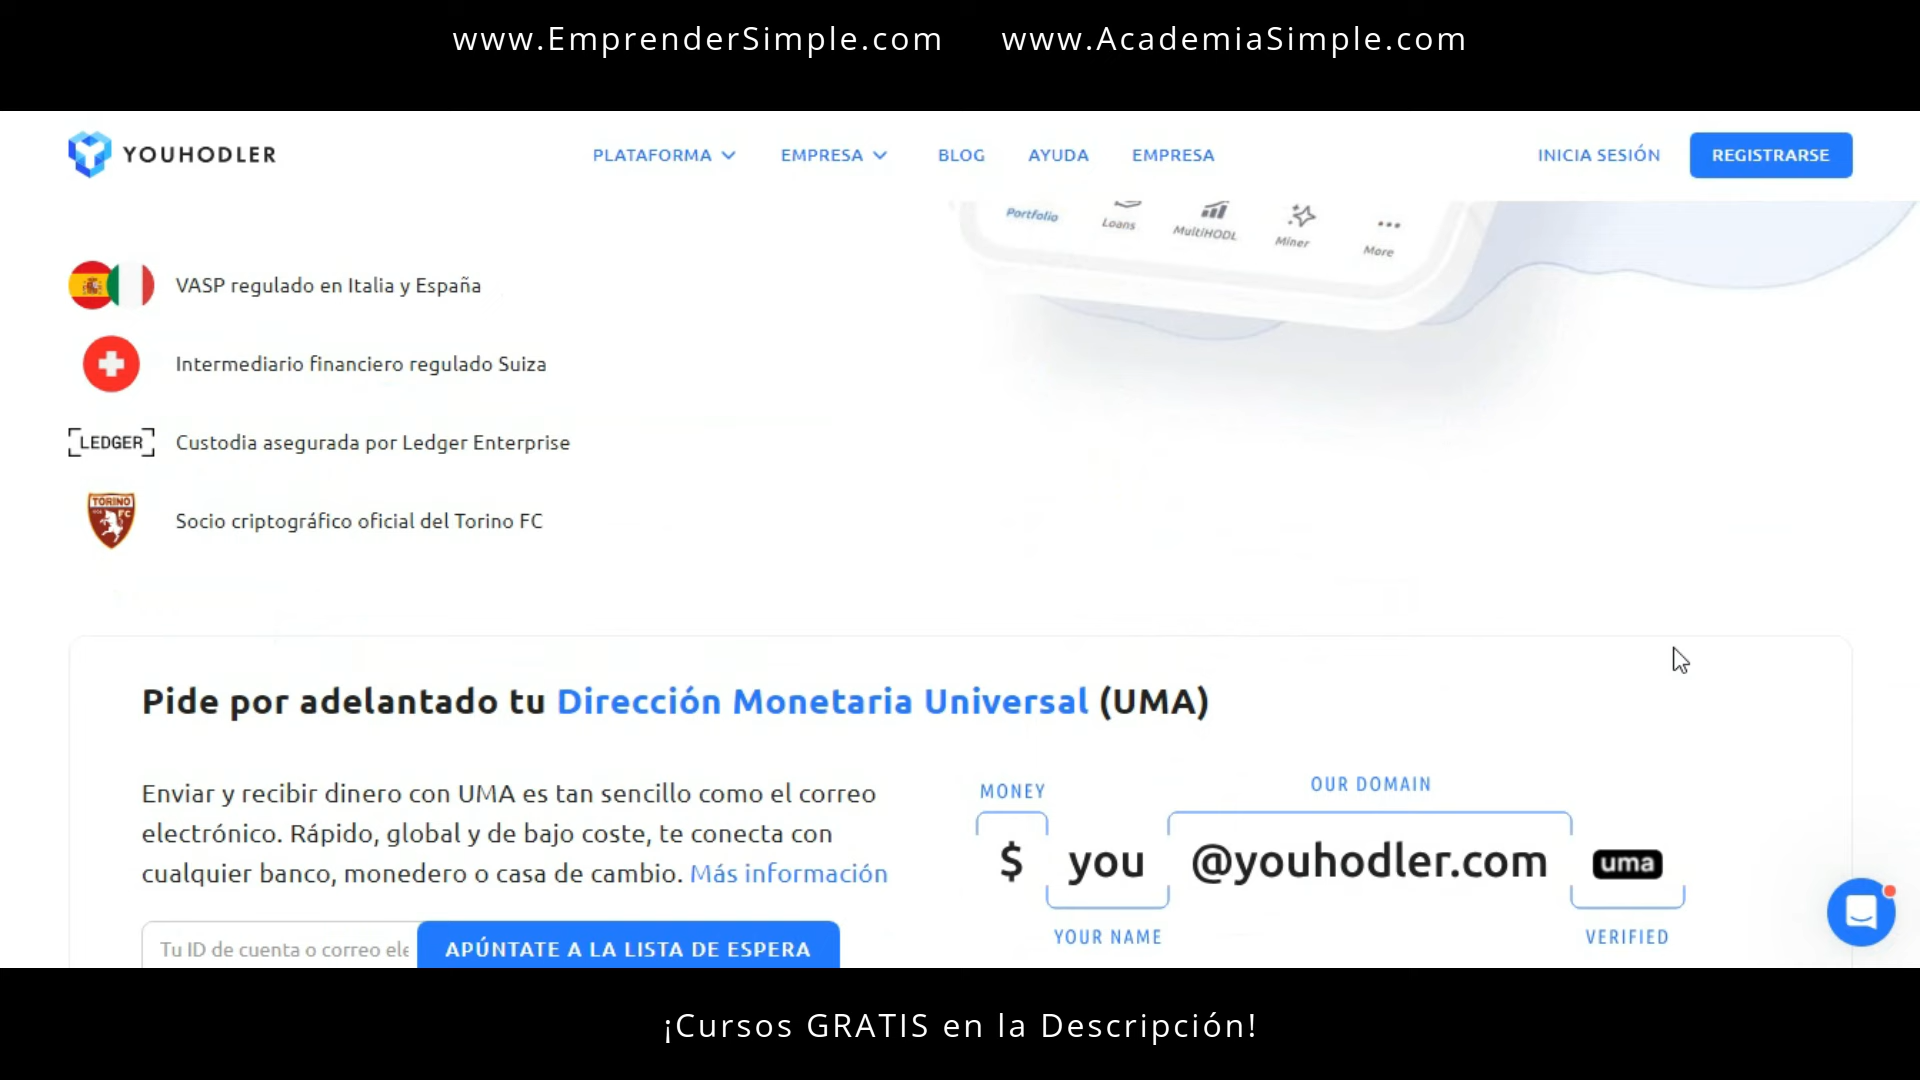 www.EmprenderSimple.com www.AcademiaSimple.com
YOUHODLER PLATAFORMA EMPRESA BLOG AYUDA EMPRESA INICIA SESIÓN REGISTRARSE
Portfolio Loans MultiHODL Miner More
VASP regulado en Italia y España
Intermediario financiero regulado Suiza
LEDGER Custodia asegurada por Ledger Enterprise
TORINO FC Socio criptográfico oficial del Torino FC
Pide por adelantado tu Dirección Monetaria Universal (UMA)
Enviar y recibir dinero con UMA es tan sencillo como el correo
electrónico. Rápido, global y de bajo coste, te conecta con
cualquier banco, monedero o casa de cambio. Más información
Tu ID de cuenta o correo ele APÚNTATE A LA LISTA DE ESPERA
MONEY OUR DOMAIN
$ you @youhodler.com uma
YOUR NAME VERIFIED
¡Cursos GRATIS en la Descripción!